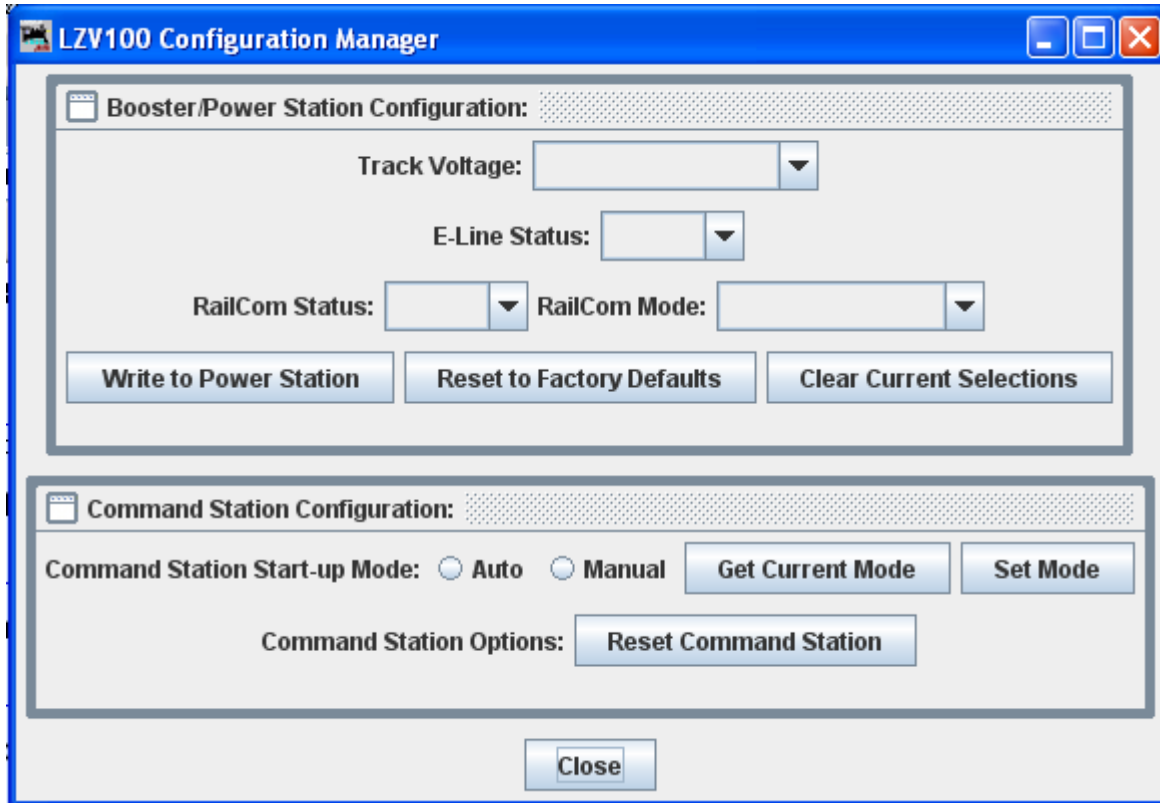 LZV100 Configuration Manager
Booster/Power Station Configuration:
Track Voltage:
E-Line Status:
RailCom Status: RailCom Mode:
Write to Power Station Reset to Factory Defaults Clear Current Selections
Command Station Configuration:
Command Station Start-up Mode: Auto Manual Get Current Mode Set Mode
Command Station Options: Reset Command Station
Close